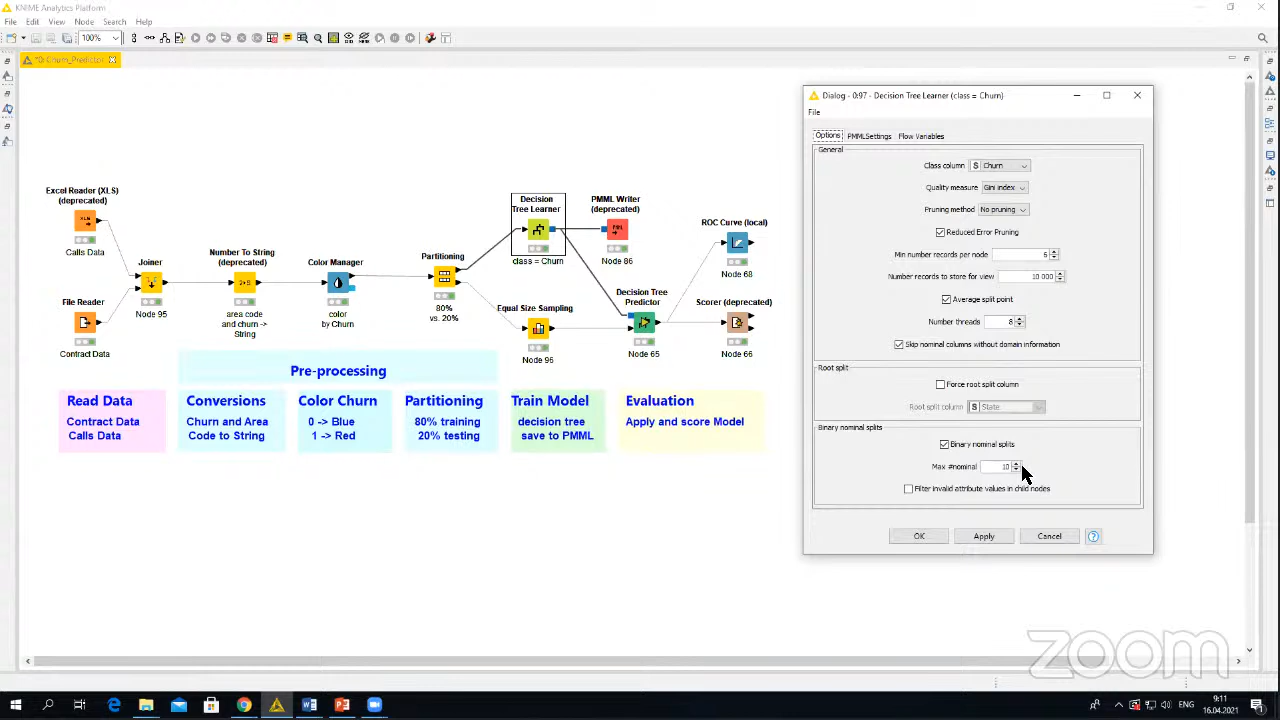 KNIME Analytics Platform
File Edit View Node Search Help
100%
*0: Churn_Predictor
Excel Reader (XLS)
(deprecated)
Calls Data
File Reader
Contract Data
Joiner
Node 95
Number To String
(deprecated)
area code
and churn ->
String
Color Manager
color
by Churn
Partitioning
80%
vs. 20%
Decision
Tree Learner
class = Churn
PMML Writer
(deprecated)
Node 86
Equal Size Sampling
Node 96
Decision Tree
Predictor
Node 65
ROC Curve (local)
Node 68
Scorer (deprecated)
Node 66
Pre-processing
Read Data
Contract Data
Calls Data
Conversions
Churn and Area
Code to String
Color Churn
0 -> Blue
1 -> Red
Partitioning
80% training
20% testing
Train Model
decision tree
save to PMML
Evaluation
Apply and score Model
Dialog - 0:97 - Decision Tree Learner (class = Churn)
File
Options PMMLSettings Flow Variables
General
Class column S Churn
Quality measure Gini index
Pruning method No pruning
Reduced Error Pruning
Min number records per node 6
Number records to store for view 10 000
Average split point
Number threads 8
Skip nominal columns without domain information
Root split
Force root split column
Root split column S State
Binary nominal splits
Binary nominal splits
Max #nominal 10
Filter invalid attribute values in child nodes
OK Apply Cancel
zoom
ENG
9:11
16.04.2021